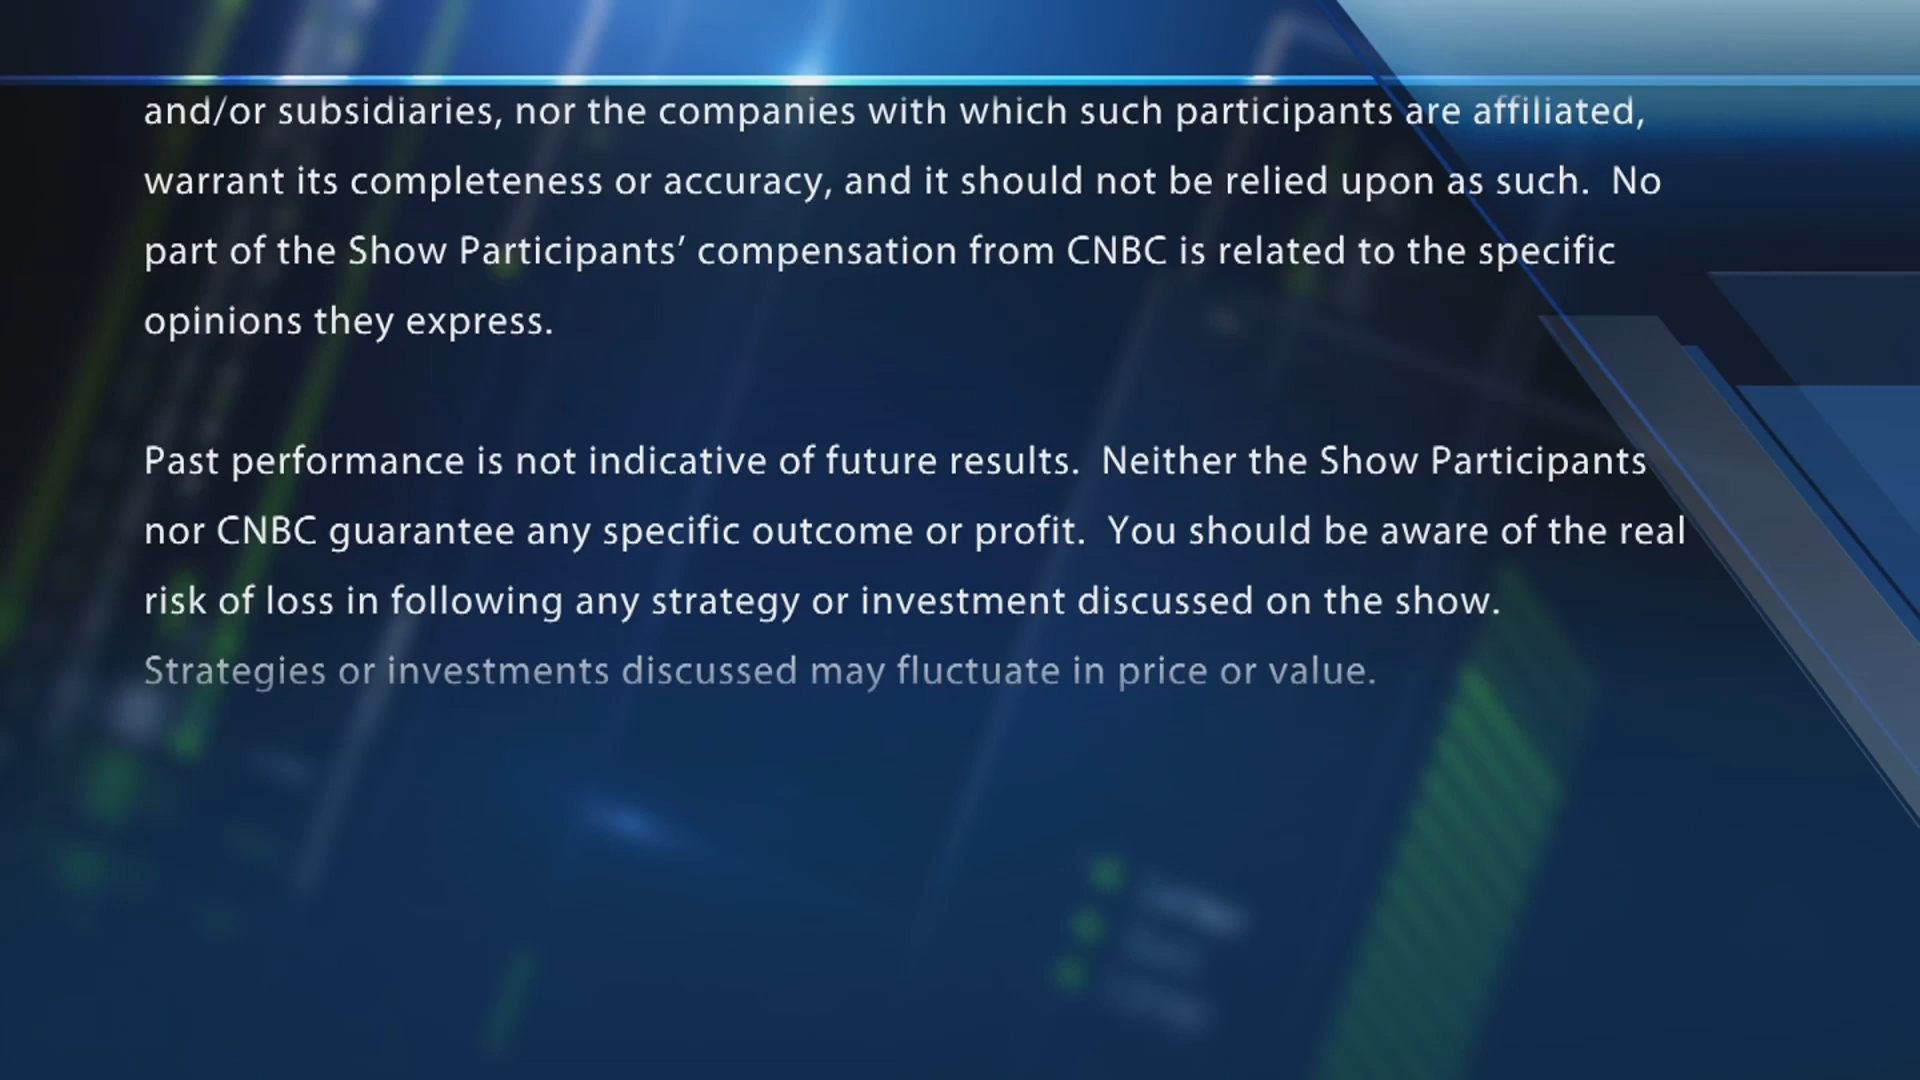 and/or subsidiaries, nor the companies with which such participants are affiliated,
warrant its completeness or accuracy, and it should not be relied upon as such.  No
part of the Show Participants’ compensation from CNBC is related to the specific
opinions they express.
Past performance is not indicative of future results.  Neither the Show Participants
nor CNBC guarantee any specific outcome or profit.  You should be aware of the real
risk of loss in following any strategy or investment discussed on the show.
Strategies or investments discussed may fluctuate in price or value.